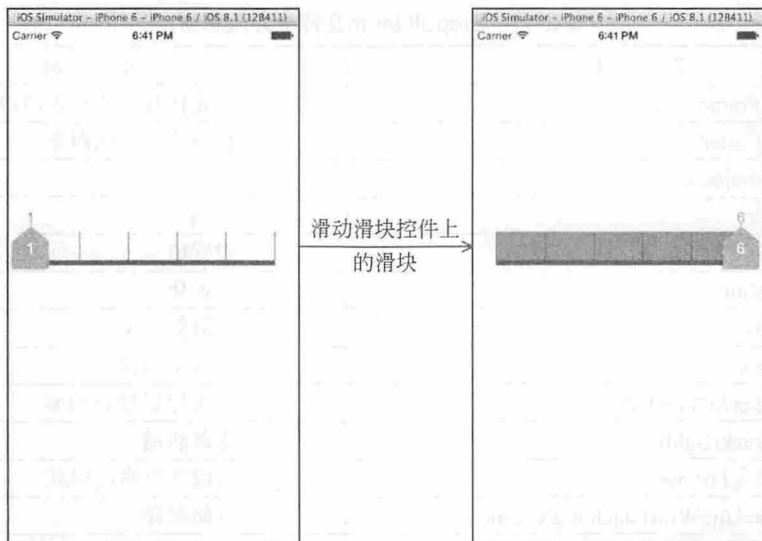 iOS Simulator - iPhone 6 - iPhone 6 / iOS 8.1 (12B411)
Carrier
6:41 PM
1
1
滑动滑块控件上
的滑块
iOS Simulator - iPhone 6 - iPhone 6 / iOS 8.1 (12B411)
Carrier
6:41 PM
6
6